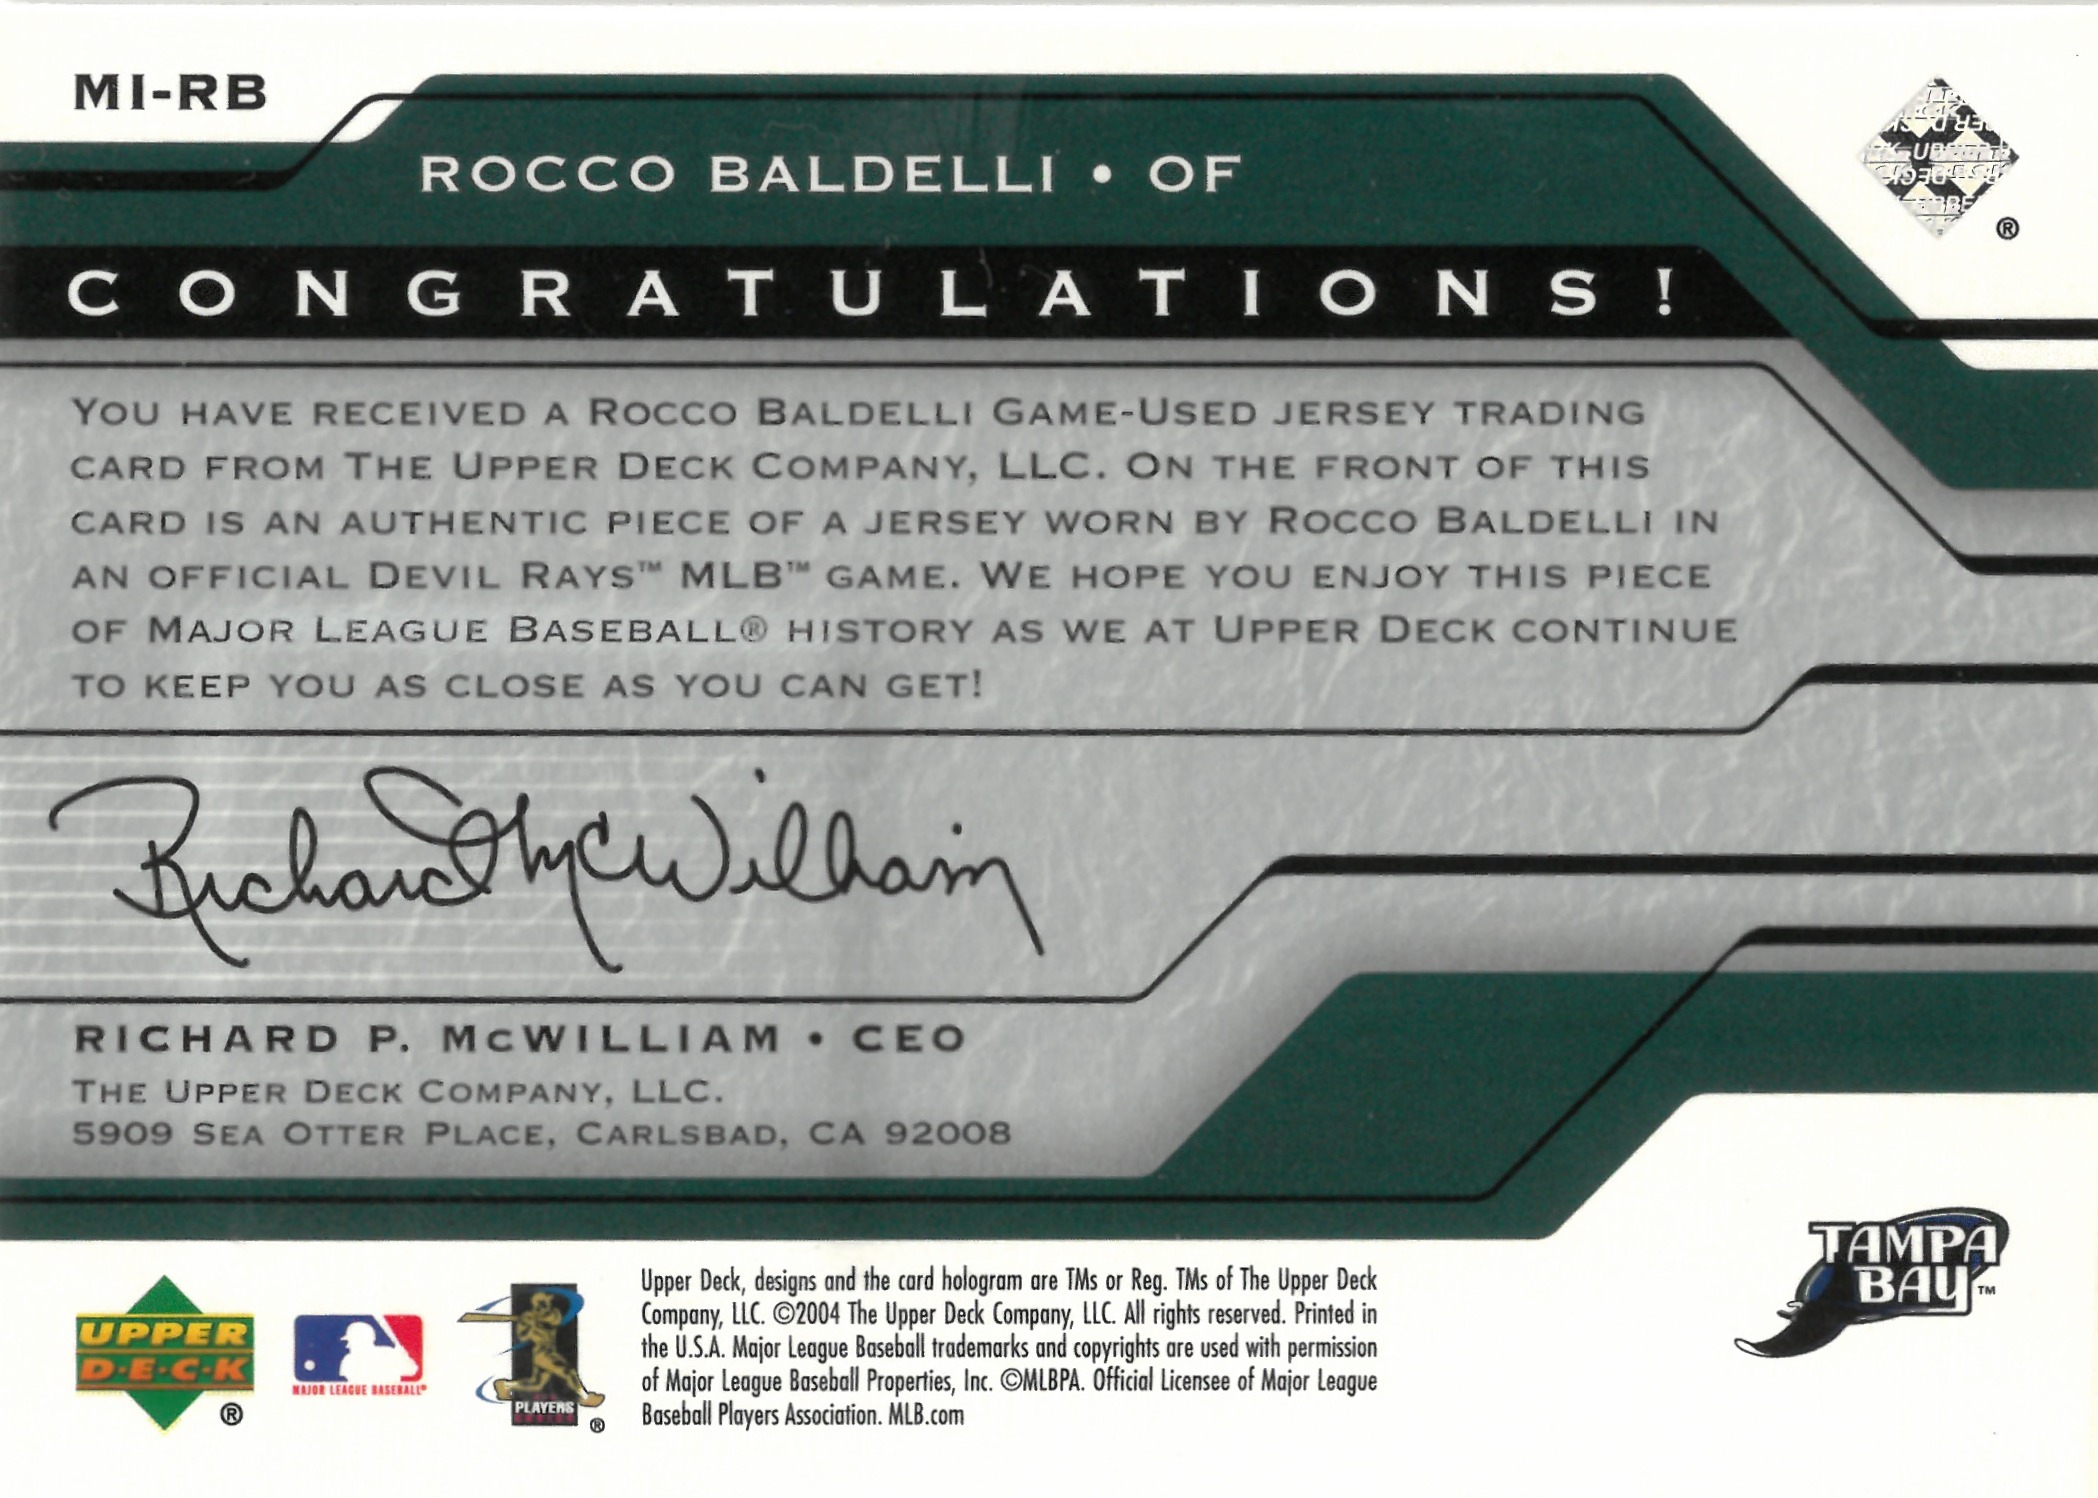 MI-RB
ROCCO BALDELLI • OF
®
CONGRATULATIONS!
YOU HAVE RECEIVED A ROCCO BALDELLI GAME-USED JERSEY TRADING
CARD FROM THE UPPER DECK COMPANY, LLC. ON THE FRONT OF THIS
CARD IS AN AUTHENTIC PIECE OF A JERSEY WORN BY ROCCO BALDELLI IN
AN OFFICIAL DEVIL RAYS™ MLB™ GAME. WE HOPE YOU ENJOY THIS PIECE
OF MAJOR LEAGUE BASEBALL® HISTORY AS WE AT UPPER DECK CONTINUE
TO KEEP YOU AS CLOSE AS YOU CAN GET!
Richard McWilliam
RICHARD P. McWILLIAM • CEO
THE UPPER DECK COMPANY, LLC.
5909 SEA OTTER PLACE, CARLSBAD, CA 92008
UPPER
D•E•C•K
®
MAJOR LEAGUE BASEBALL®
PLAYERS
®
Upper Deck, designs and the card hologram are TMs or Reg. TMs of The Upper Deck
Company, LLC. ©2004 The Upper Deck Company, LLC. All rights reserved. Printed in
the U.S.A. Major League Baseball trademarks and copyrights are used with permission
of Major League Baseball Properties, Inc. ©MLBPA. Official Licensee of Major League
Baseball Players Association. MLB.com
TAMPA
BAY™